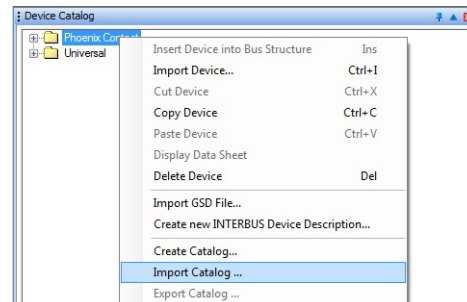 Device Catalog
Phoenix Contact
Universal
Insert Device into Bus Structure Ins
Import Device... Ctrl+I
Cut Device Ctrl+X
Copy Device Ctrl+C
Paste Device Ctrl+V
Display Data Sheet
Delete Device Del
Import GSD File...
Create new INTERBUS Device Description...
Create Catalog...
Import Catalog ...
Export Catalog ...